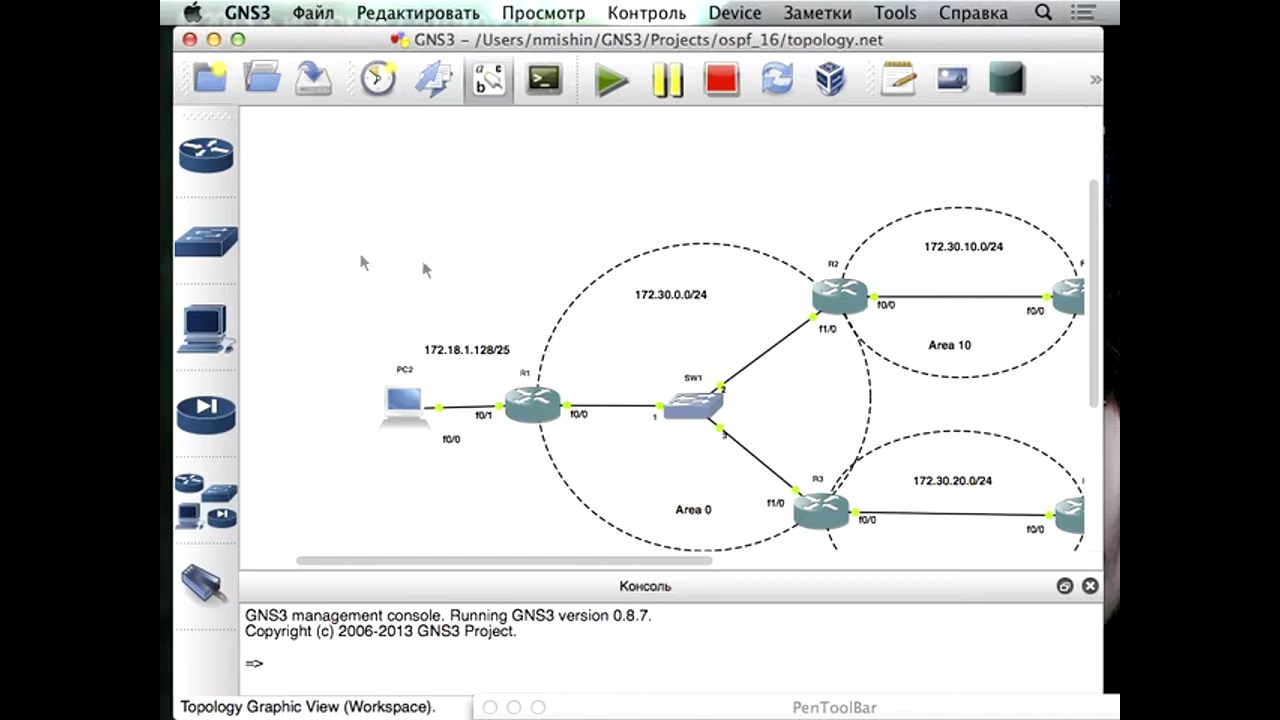 GNS3 Файл Редактировать Просмотр Контроль Device Заметки Tools Справка
GNS3 – /Users/nmishin/GNS3/Projects/ospf_16/topology.net
a c
b
»
172.30.10.0/24
R2
172.30.0.0/24
f0/0
f0/0
f1/0
Area 10
172.18.1.128/25
PC2
R1
SW1
2
f0/1
f0/0
1
f0/0
3
R3
172.30.20.0/24
f1/0
Area 0
f0/0
f0/0
Консоль
GNS3 management console. Running GNS3 version 0.8.7.
Copyright (c) 2006-2013 GNS3 Project.
=>
Topology Graphic View (Workspace).
PenToolBar